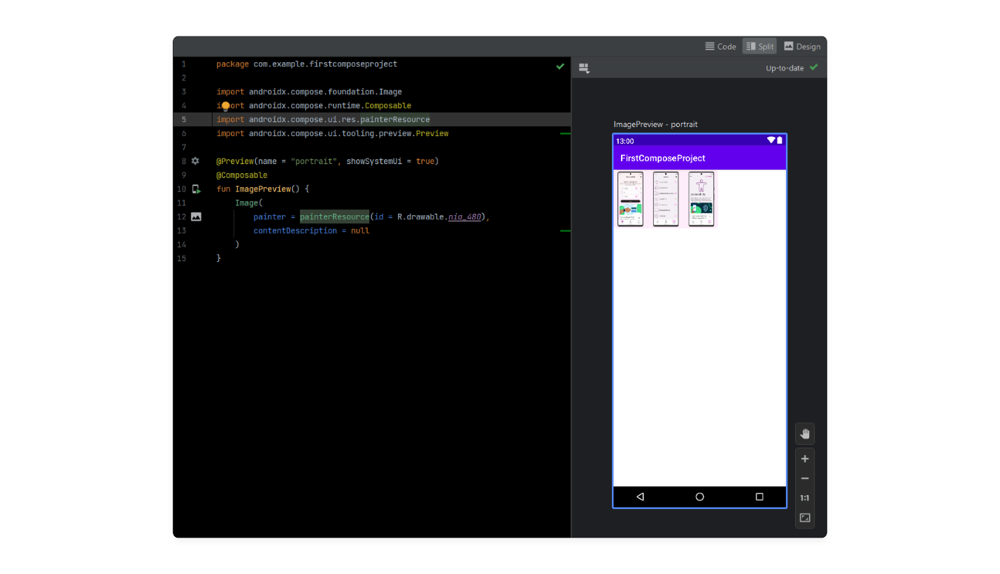 Code Split Design
Up-to-date
1 package com.example.firstcomposeproject
2
3 import androidx.compose.foundation.Image
4 import androidx.compose.runtime.Composable
5 import androidx.compose.ui.res.painterResource
6 import androidx.compose.ui.tooling.preview.Preview
7
8 @Preview(name = "portrait", showSystemUi = true)
9 @Composable
10 fun ImagePreview() {
11 Image(
12 painter = painterResource(id = R.drawable.nia_480),
13 contentDescription = null
14 )
15 }
ImagePreview - portrait
13:00
FirstComposeProject
1:1